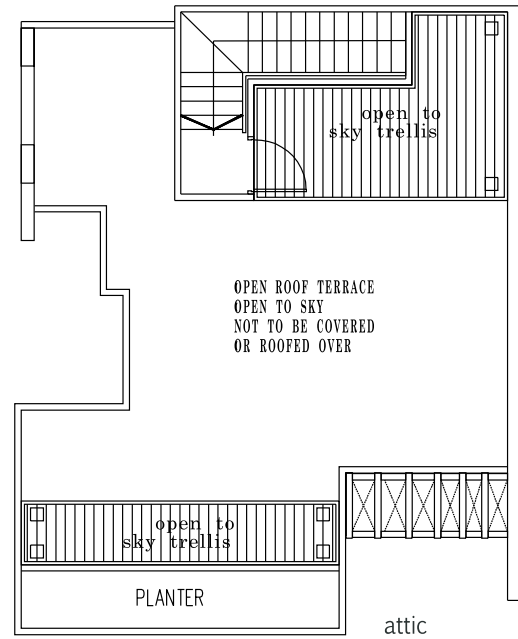 open to
sky trellis
OPEN ROOF TERRACE
OPEN TO SKY
NOT TO BE COVERED
OR ROOFED OVER
open to
sky trellis
PLANTER
attic